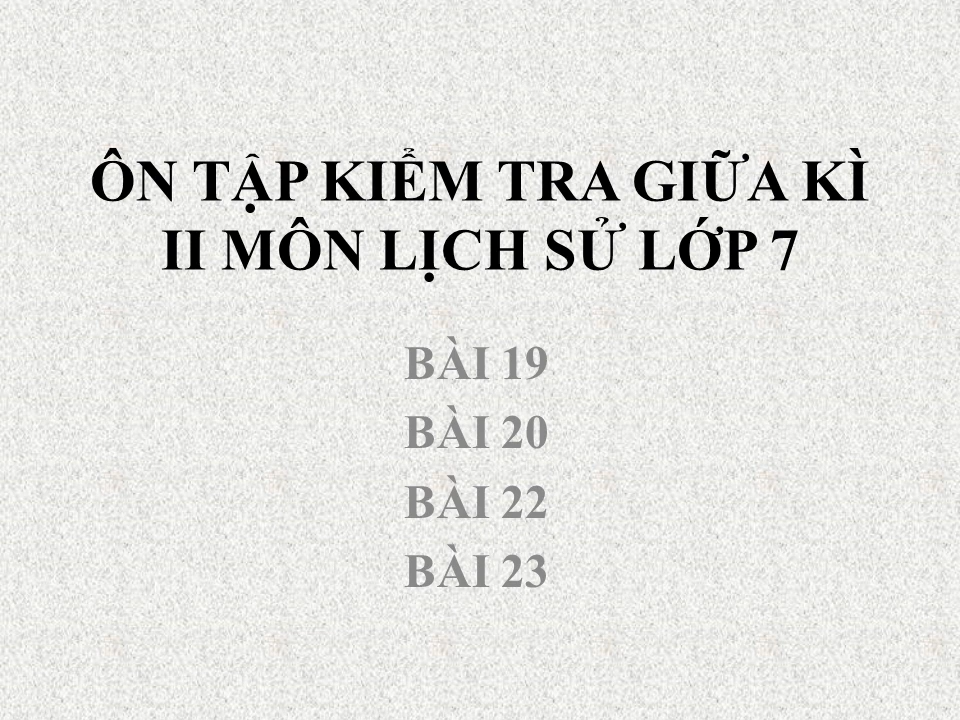 ÔN TẬP KIỂM TRA GIỮA KÌ
II MÔN LỊCH SỬ LỚP 7
BÀI 19
BÀI 20
BÀI 22
BÀI 23